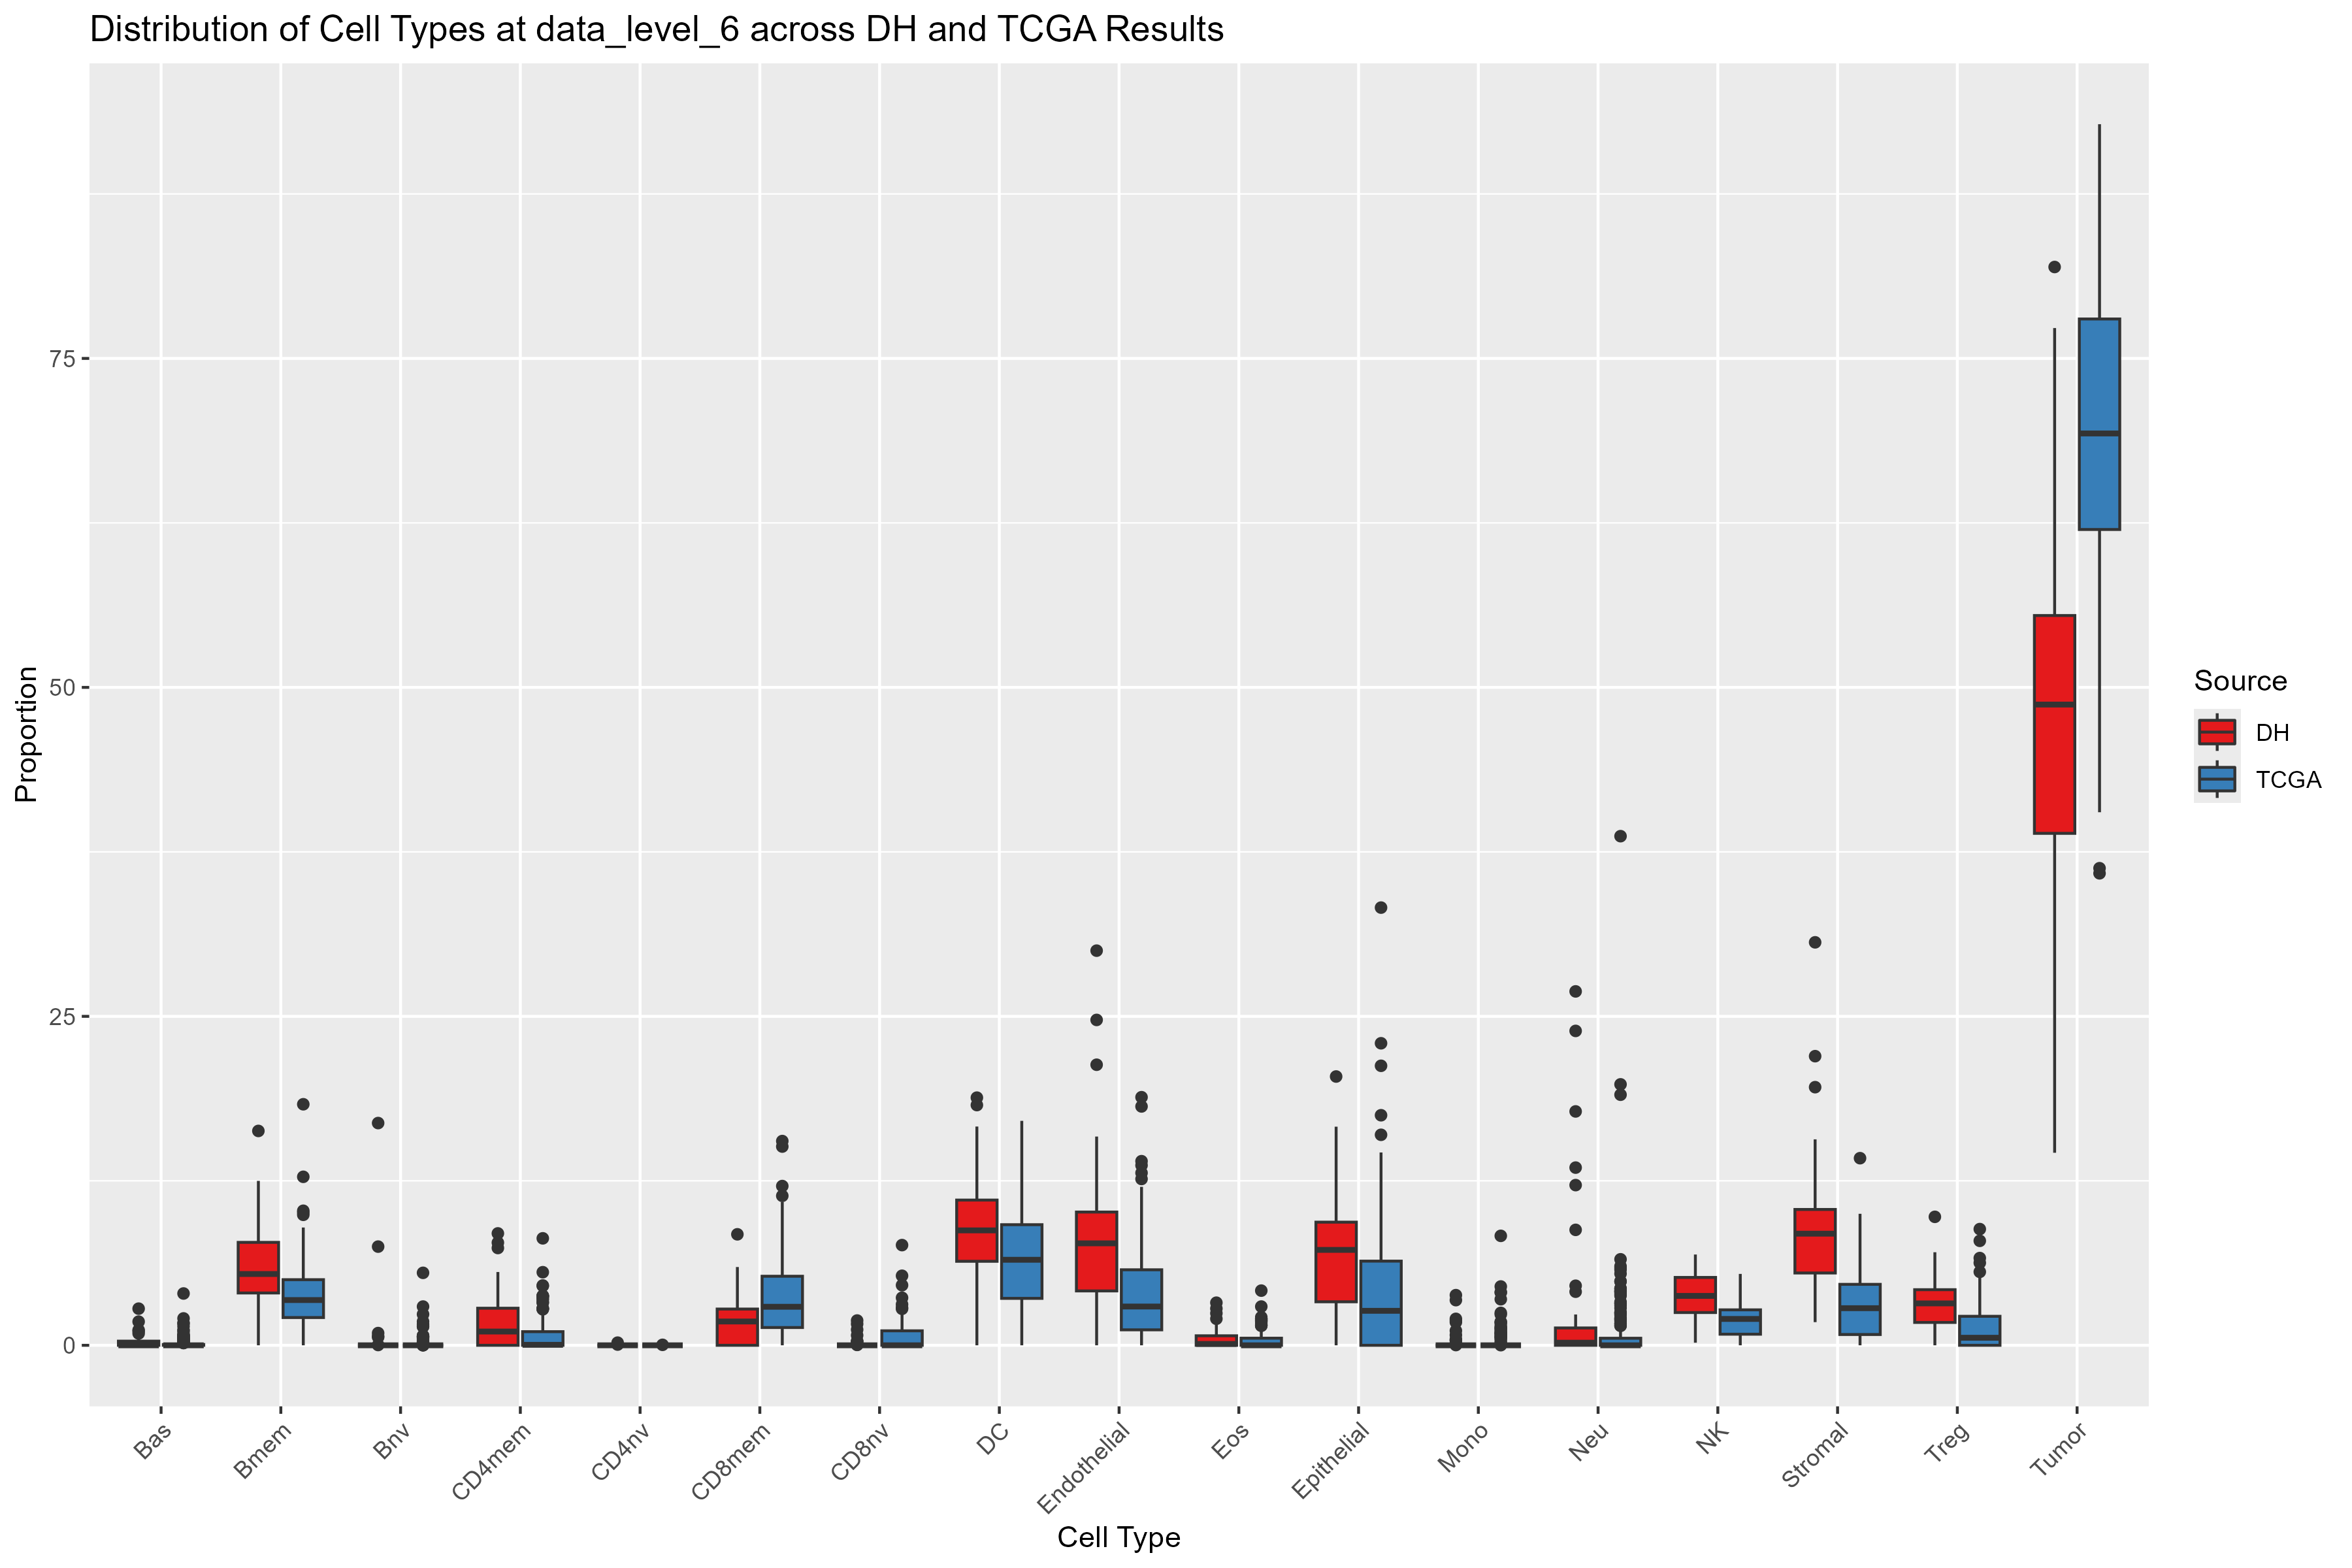 Distribution of Cell Types at data_level_6 across DH and TCGA Results
Proportion
75
50
25
0
Bas
Bmem
Bnv
CD4mem
CD4nv
CD8mem
CD8nv
DC
Endothelial
Eos
Epithelial
Mono
Neu
NK
Stromal
Treg
Tumor
Cell Type
Source
DH
TCGA